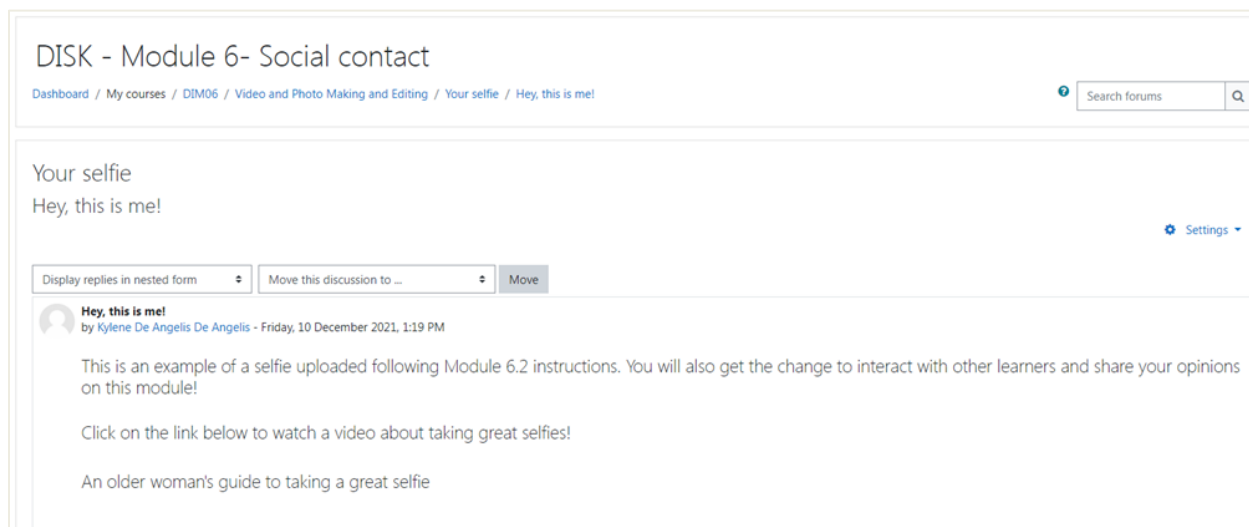 DISK - Module 6- Social contact
Dashboard / My courses / DIM06 / Video and Photo Making and Editing / Your selfie / Hey, this is me!
Search forums
Your selfie
Hey, this is me!
Settings
Display replies in nested form Move this discussion to ... Move
Hey, this is me!
by Kylene De Angelis De Angelis - Friday, 10 December 2021, 1:19 PM
This is an example of a selfie uploaded following Module 6.2 instructions. You will also get the change to interact with other learners and share your opinions
on this module!
Click on the link below to watch a video about taking great selfies!
An older woman's guide to taking a great selfie